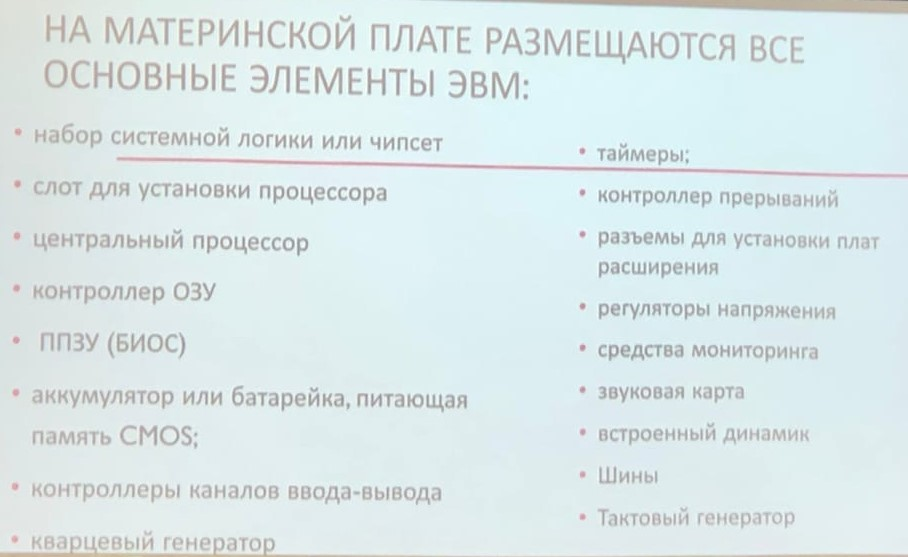 НА МАТЕРИНСКОЙ ПЛАТЕ РАЗМЕЩАЮТСЯ ВСЕ
ОСНОВНЫЕ ЭЛЕМЕНТЫ ЭВМ:
• набор системной логики или чипсет
• слот для установки процессора
• центральный процессор
• контроллер ОЗУ
• ППЗУ (БИОС)
• аккумулятор или батарейка, питающая
память CMOS;
• контроллеры каналов ввода-вывода
• кварцевый генератор
• таймеры;
• контроллер прерываний
• разъемы для установки плат
расширения
• регуляторы напряжения
• средства мониторинга
• звуковая карта
• встроенный динамик
• Шины
• Тактовый генератор